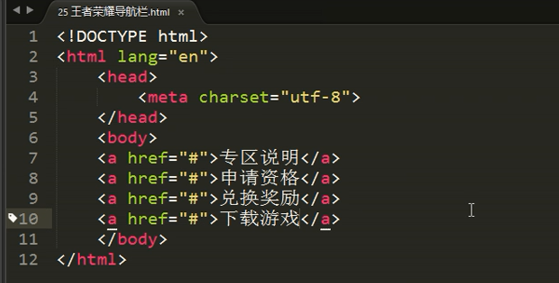 25 王者荣耀导航栏.html ×
1 <!DOCTYPE html>
2 <html lang="en">
3     <head>
4         <meta charset="utf-8">
5     </head>
6     <body>
7     <a href="#">专区说明</a>
8     <a href="#">申请资格</a>
9     <a href="#">兑换奖励</a>
10     <a href="#">下载游戏</a>
11     </body>
12 </html>